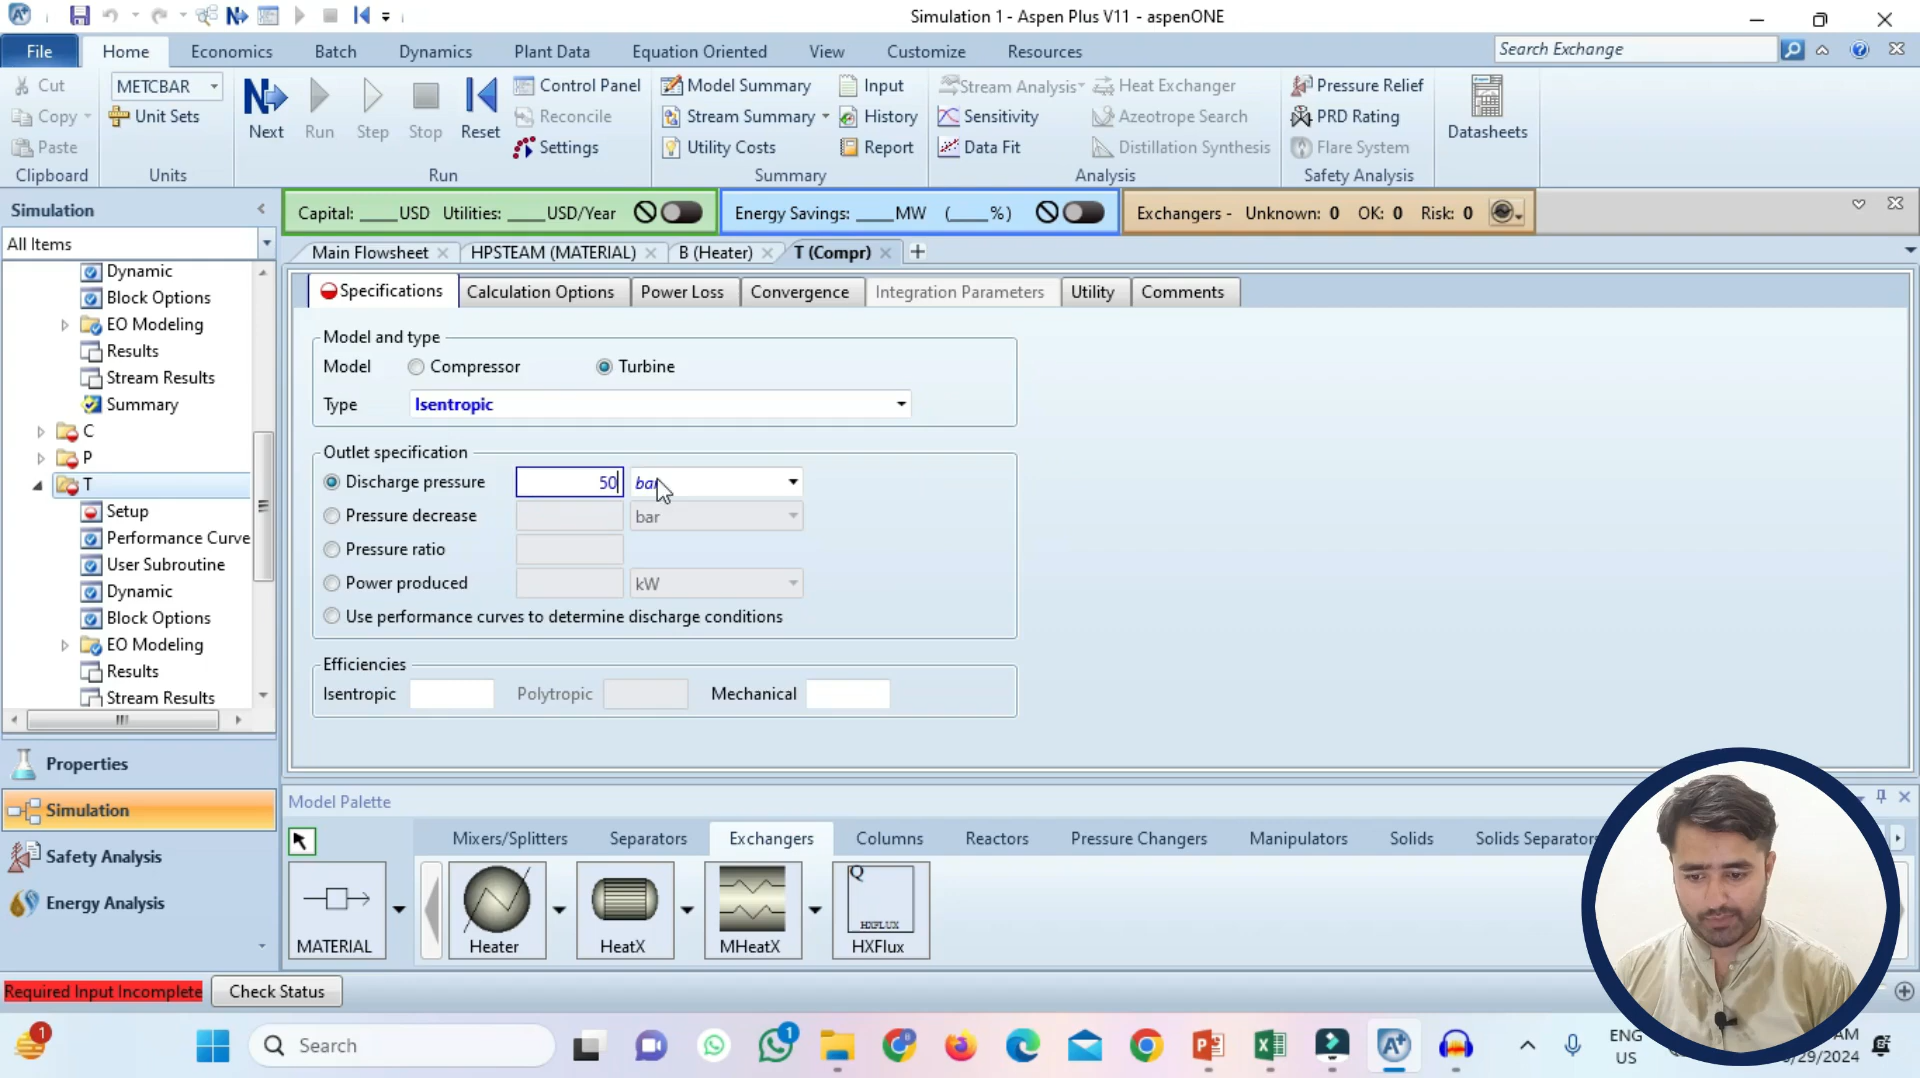 Simulation 1 - Aspen Plus V11 - aspenONE
File Home Economics Batch Dynamics Plant Data Equation Oriented View Customize Resources Search Exchange
Cut METCBAR Control Panel Model Summary Input Stream Analysis Heat Exchanger Pressure Relief
Copy Unit Sets Next Run Step Stop Reset Reconcile Stream Summary History Sensitivity Azeotrope Search PRD Rating Datasheets
Paste Settings Utility Costs Report Data Fit Distillation Synthesis Flare System
Clipboard Units Run Summary Analysis Safety Analysis
Simulation
Capital: ____USD Utilities: ____USD/Year Energy Savings: ____MW (____%) Exchangers - Unknown: 0 OK: 0 Risk: 0
All Items
Main Flowsheet HPSTEAM (MATERIAL) B (Heater) T (Compr)
Dynamic
Block Options
EO Modeling
Results
Stream Results
Summary
C
P
T
Setup
Performance Curve
User Subroutine
Dynamic
Block Options
EO Modeling
Results
Stream Results
Specifications Calculation Options Power Loss Convergence Integration Parameters Utility Comments
Model and type
Model Compressor Turbine
Type Isentropic
Outlet specification
Discharge pressure 50 bar
Pressure decrease bar
Pressure ratio
Power produced kW
Use performance curves to determine discharge conditions
Efficiencies
Isentropic Polytropic Mechanical
Properties
Simulation
Safety Analysis
Energy Analysis
Model Palette
Mixers/Splitters Separators Exchangers Columns Reactors Pressure Changers Manipulators Solids Solids Separators
MATERIAL Heater HeatX MHeatX Q HXFLUX HXFlux
Required Input Incomplete Check Status
1 Search 1 ENG AM
US /29/2024